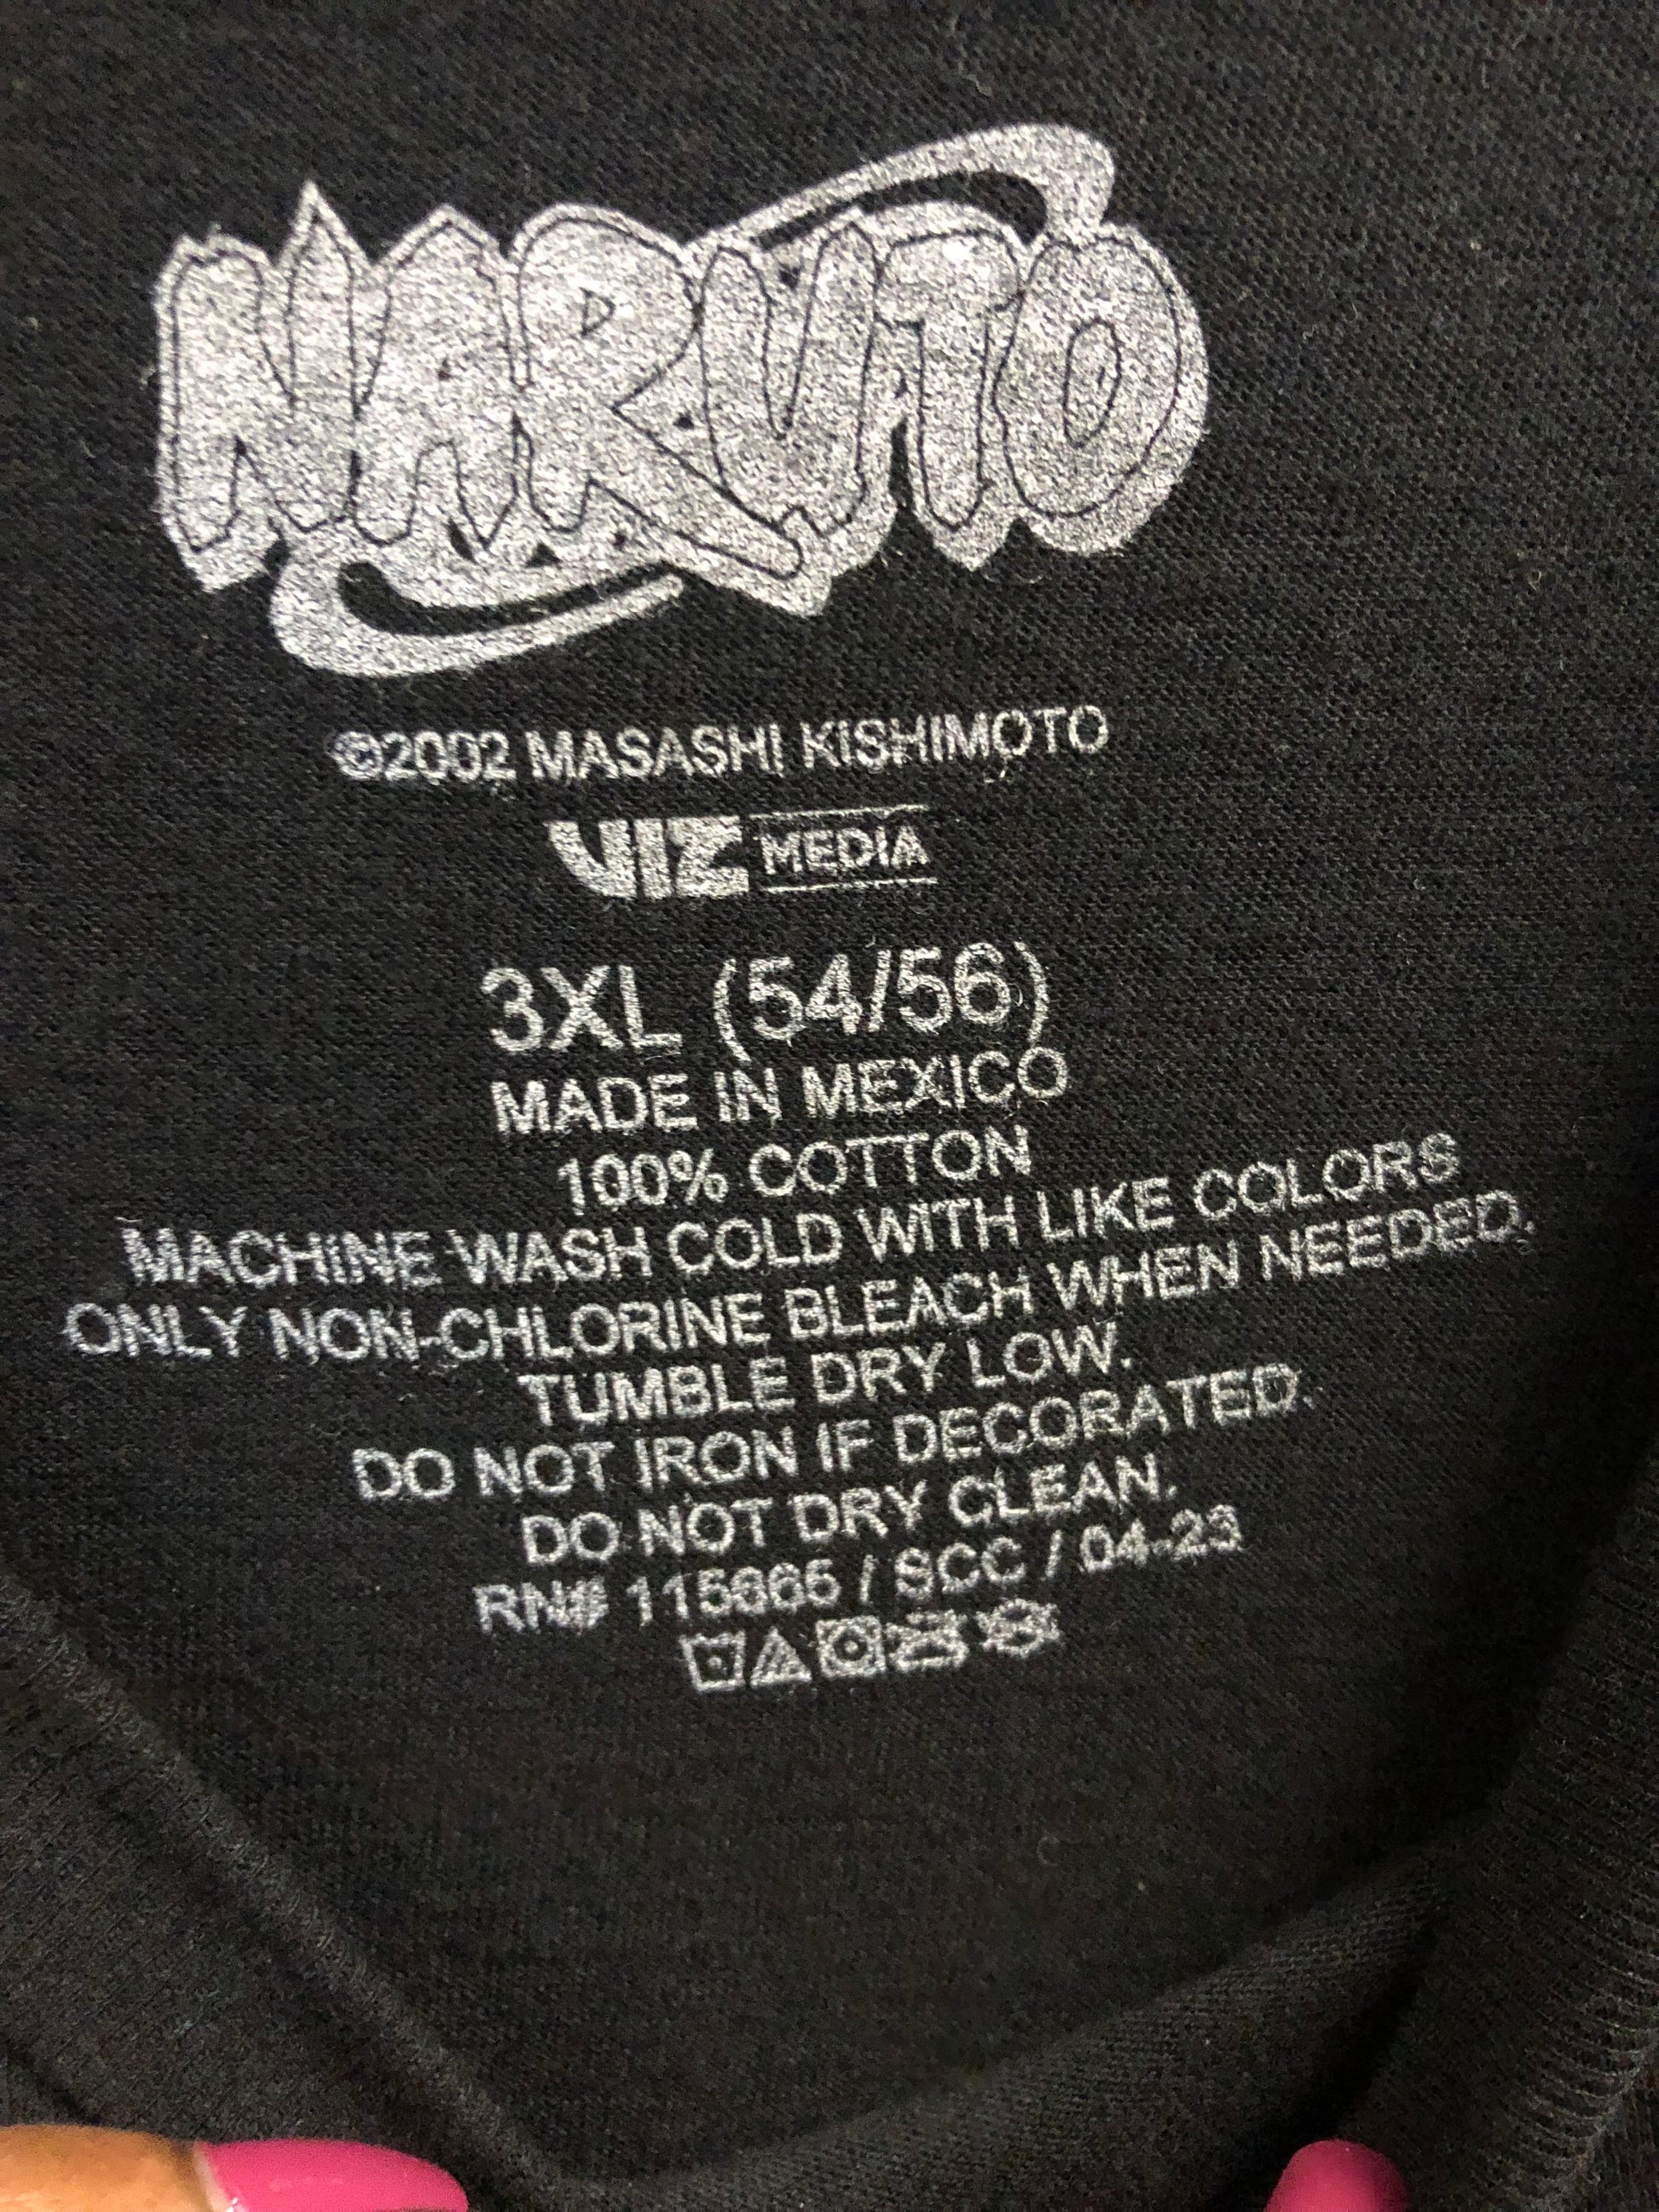 NARUTO
©2002 MASASHI KISHIMOTO
VIZ MEDIA
3XL (54/56)
MADE IN MEXICO
100% COTTON
MACHINE WASH COLD WITH LIKE COLORS
ONLY NON-CHLORINE BLEACH WHEN NEEDED.
TUMBLE DRY LOW.
DO NOT IRON IF DECORATED.
DO NOT DRY CLEAN.
RN# 115665 / SCC / 04-23